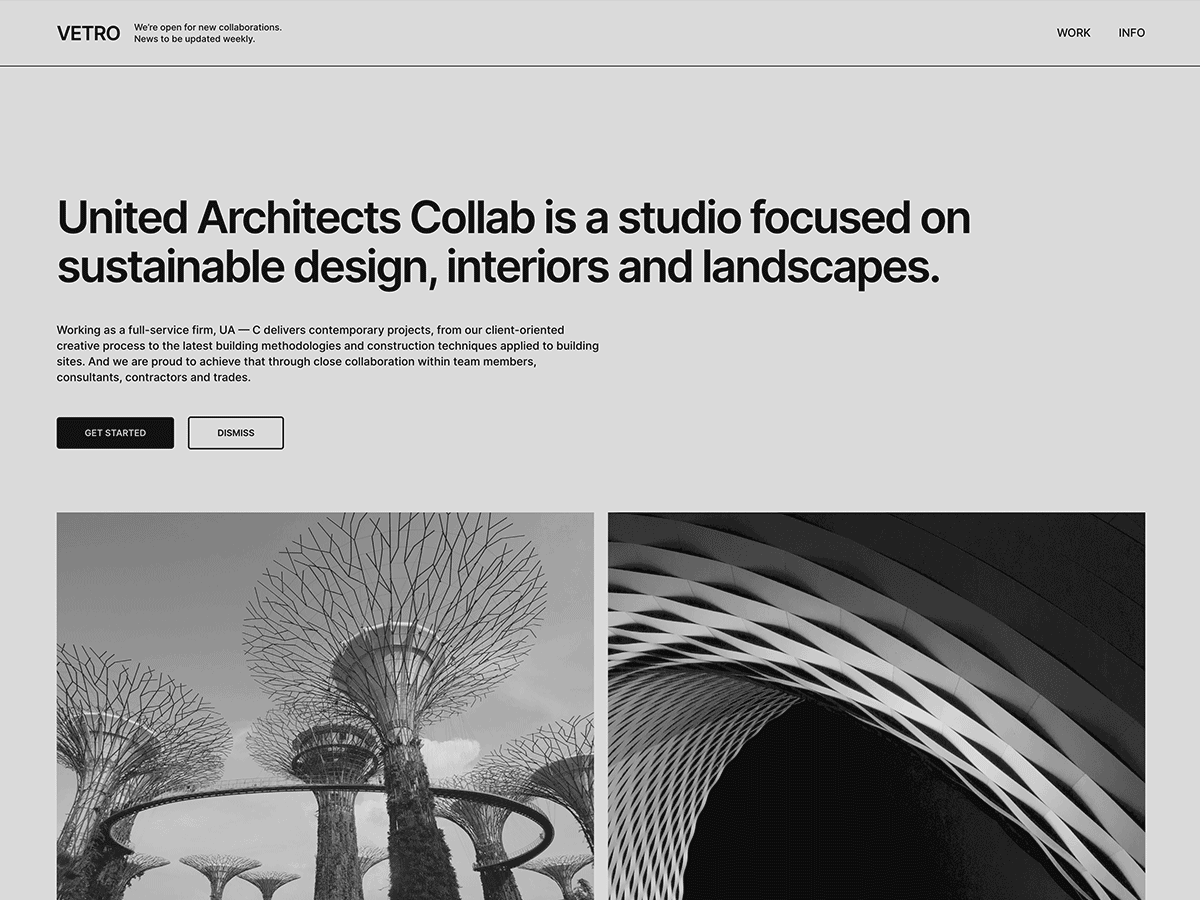 VETRO
We're open for new collaborations.
News to be updated weekly.
WORK
INFO
United Architects Collab is a studio focused on
sustainable design, interiors and landscapes.
Working as a full-service firm, UA — C delivers contemporary projects, from our client-oriented
creative process to the latest building methodologies and construction techniques applied to building
sites. And we are proud to achieve that through close collaboration within team members,
consultants, contractors and trades.
GET STARTED
DISMISS